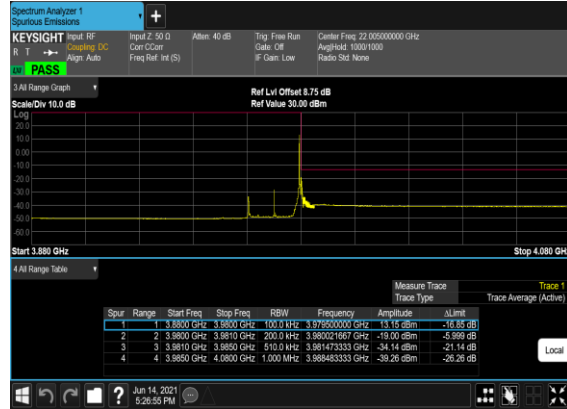 Spectrum Analyzer 1
Spurious Emissions
KEYSIGHT Input: RF Input Z: 50 Ω Atten: 40 dB Trig: Free Run Center Freq: 22.005000000 GHz
R T Coupling: DC Corr CCorr Gate: Off Avg|Hold: 1000/1000
Align: Auto Freq Ref: Int (S) IF Gain: Low Radio Std: None
PASS
3 All Range Graph
Ref Lvl Offset 8.75 dB
Scale/Div 10.0 dB Ref Value 30.00 dBm
Log
20.0
10.0
0.00
-10.0
-20.0
-30.0
-40.0
-50.0
-60.0
Start 3.880 GHz Stop 4.080 GH
4 All Range Table
Measure Trace Trace 1
Trace Type Trace Average (Active)
Spur Range Start Freq Stop Freq RBW Frequency Amplitude ΔLimit
1 1 3.8800 GHz 3.9800 GHz 100.0 kHz 3.979500000 GHz 13.15 dBm -16.85 dB
2 2 3.9800 GHz 3.9810 GHz 200.0 kHz 3.980021667 GHz -19.00 dBm -5.999 dB
3 3 3.9810 GHz 3.9850 GHz 510.0 kHz 3.981473333 GHz -34.14 dBm -21.14 dB
4 4 3.9850 GHz 4.0800 GHz 1.000 MHz 3.988483333 GHz -39.26 dBm -26.26 dB
Local
?
Jun 14, 2021
5:26:55 PM